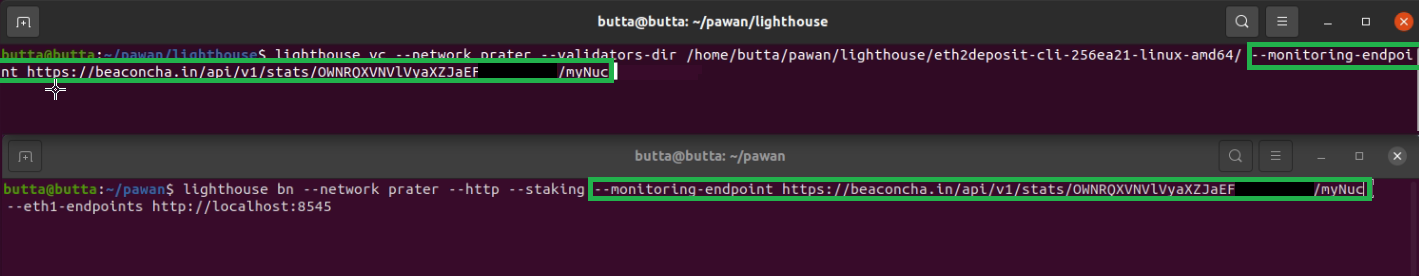 butta@butta: ~/pawan/lighthouse
butta@butta:~/pawan/lighthouse$ lighthouse vc --network prater --validators-dir /home/butta/pawan/lighthouse/eth2deposit-cli-256ea21-linux-amd64/ --monitoring-endpoi
nt https://beaconcha.in/api/v1/stats/OWNRQXVNVlVyaXZJaEF /myNuc
butta@butta: ~/pawan
butta@butta:~/pawan$ lighthouse bn --network prater --http --staking --monitoring-endpoint https://beaconcha.in/api/v1/stats/OWNRQXVNVlVyaXZJaEF /myNuc
--eth1-endpoints http://localhost:8545